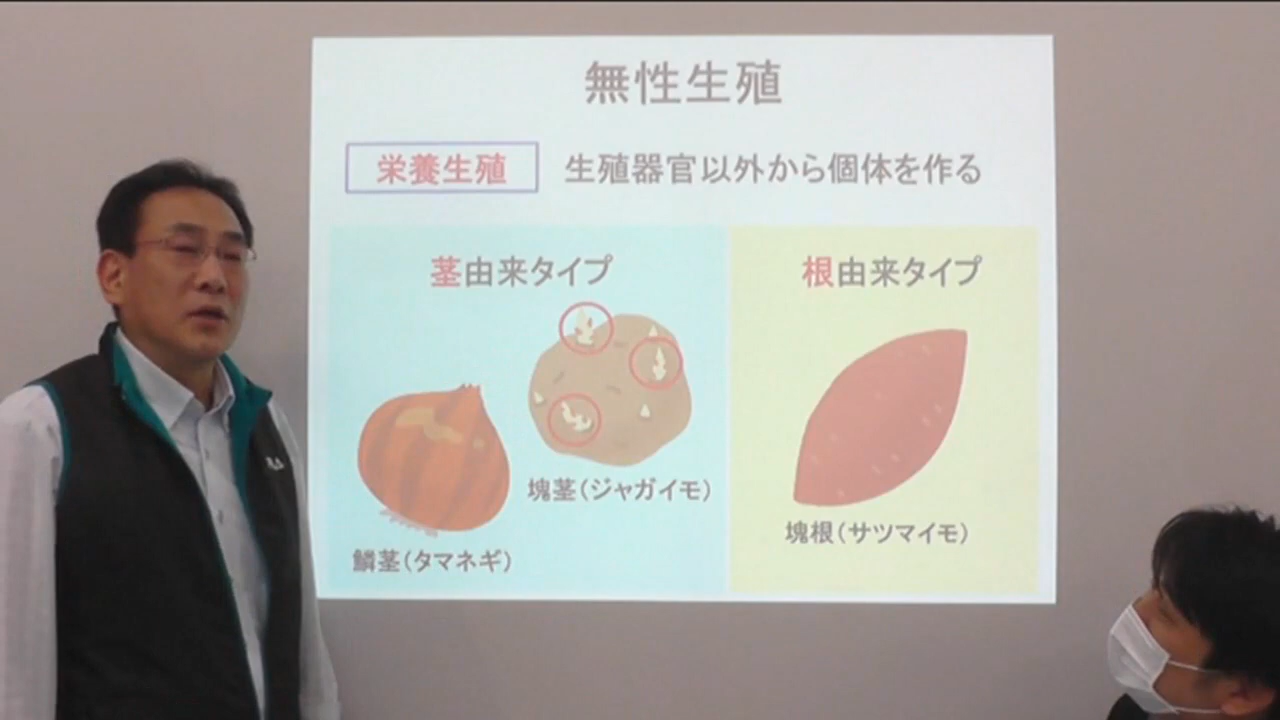 無性生殖
栄養生殖 生殖器官以外から個体を作る
茎由来タイプ
塊茎(ジャガイモ)
鱗茎(タマネギ)
根由来タイプ
塊根(サツマイモ)